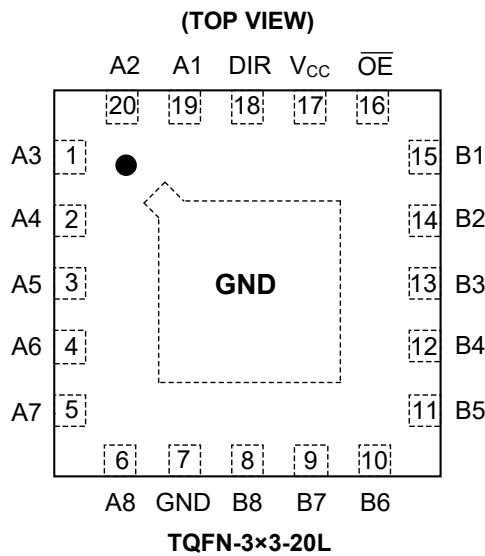 (TOP VIEW)
A2 A1 DIR V_CC O̅E̅
20 19 18 17 16
A3 1 15 B1
A4 2 14 B2
A5 3 GND 13 B3
A6 4 12 B4
A7 5 11 B5
6 7 8 9 10
A8 GND B8 B7 B6
TQFN-3×3-20L